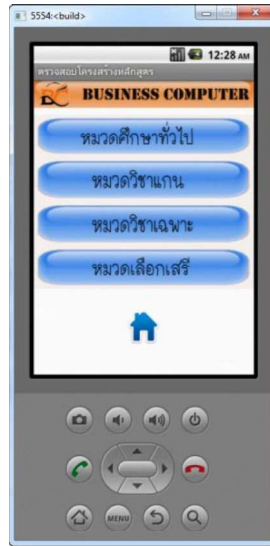 5554:<build>
12:28 AM
ตรวจสอบโครงสร้างหลักสูตร
BC BUSINESS COMPUTER
หมวดศึกษาทั่วไป
หมวดวิชาแกน
หมวดวิชาเฉพาะ
หมวดเลือกเสรี
MENU